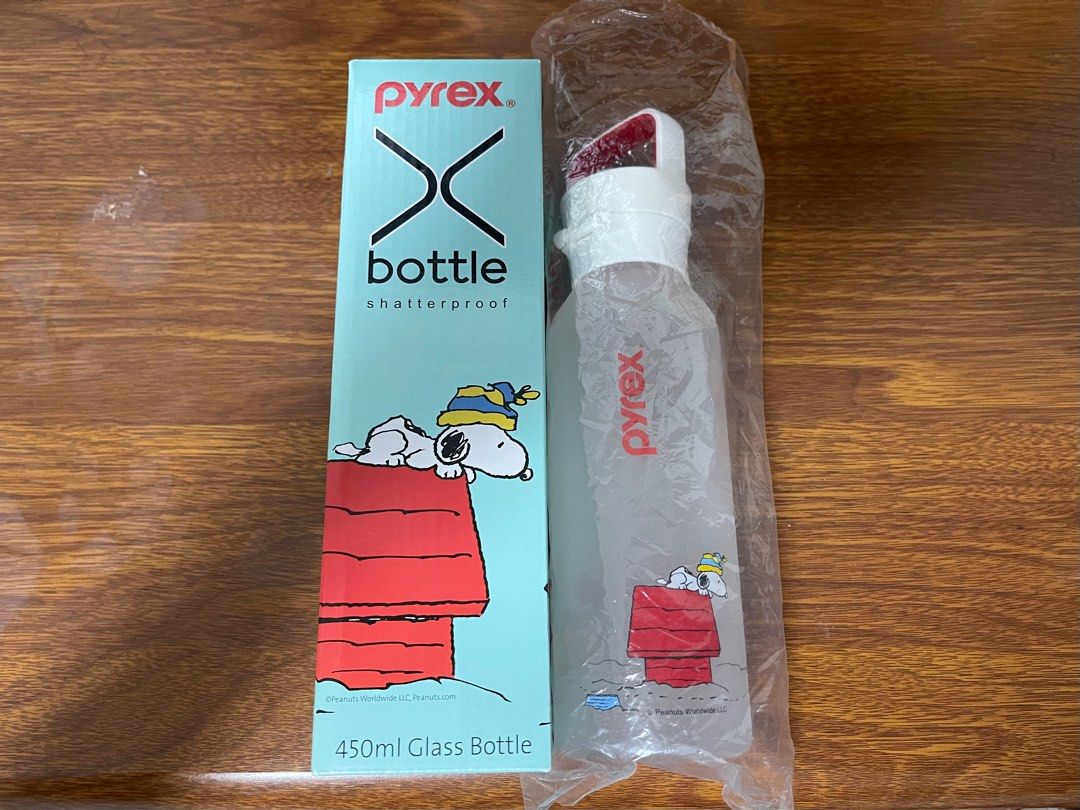 pyrex®
X
bottle
shatterproof
©Peanuts Worldwide LLC, Peanuts.com
450ml Glass Bottle
pyrex
© Peanuts Worldwide LLC